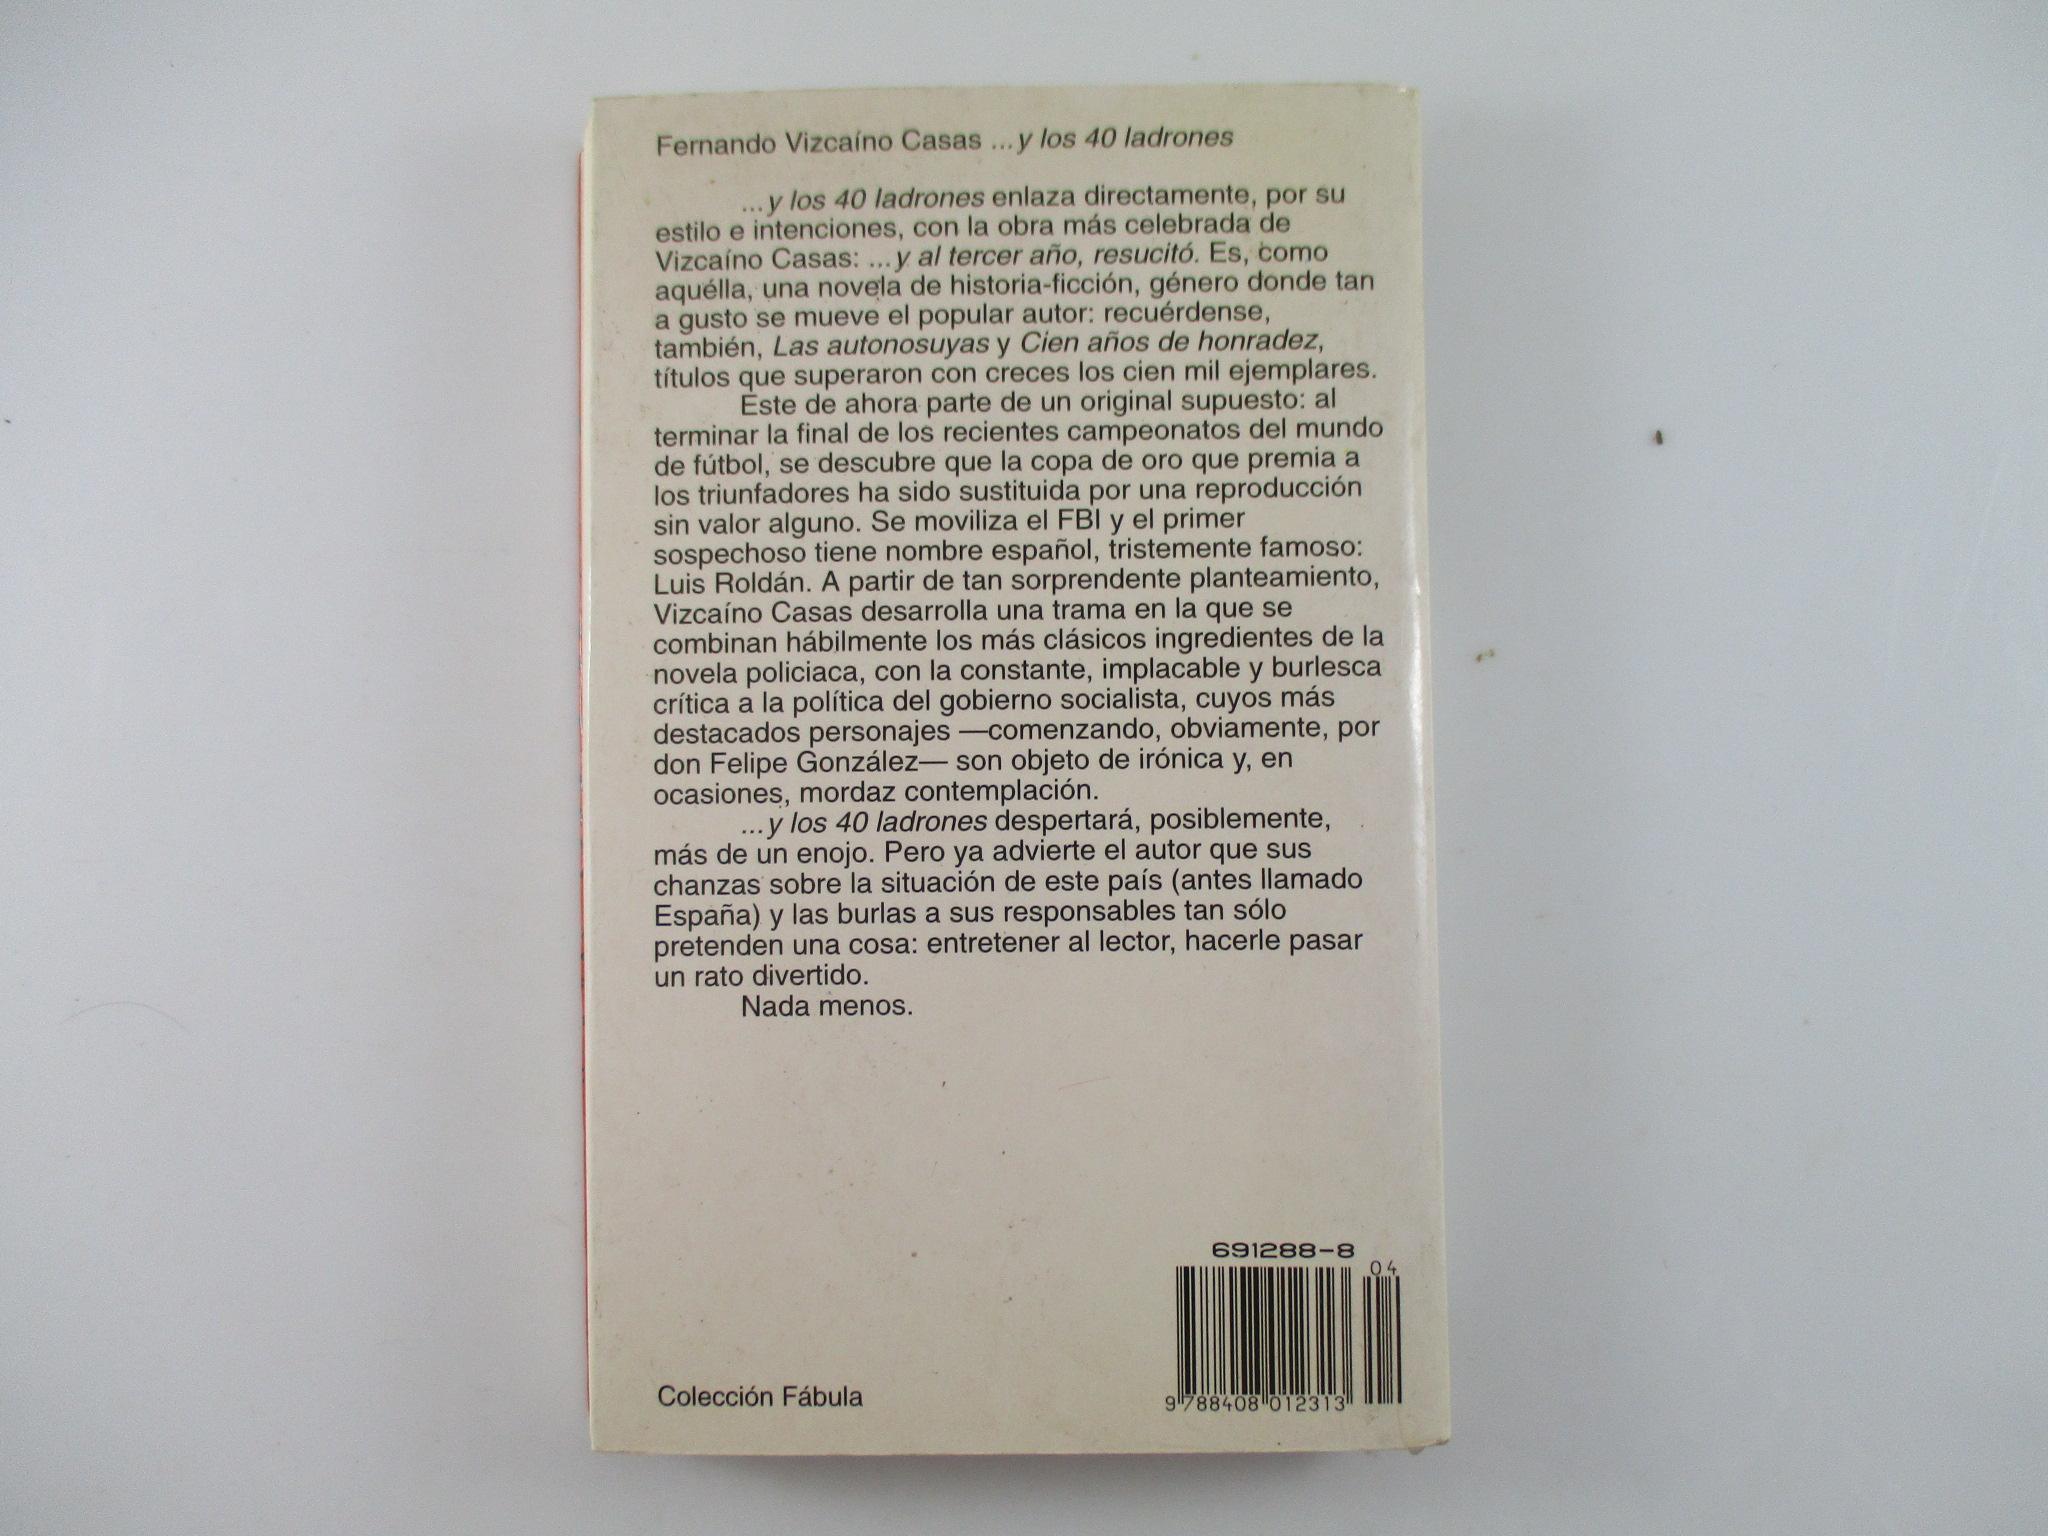 Fernando Vizcaíno Casas ...y los 40 ladrones
...y los 40 ladrones enlaza directamente, por su
estilo e intenciones, con la obra más celebrada de
Vizcaíno Casas: ...y al tercer año, resucitó. Es, como
aquélla, una novela de historia-ficción, género donde tan
a gusto se mueve el popular autor: recuérdense,
también, Las autonosuyas y Cien años de honradez,
títulos que superaron con creces los cien mil ejemplares.
Este de ahora parte de un original supuesto: al
terminar la final de los recientes campeonatos del mundo
de fútbol, se descubre que la copa de oro que premia a
los triunfadores ha sido sustituida por una reproducción
sin valor alguno. Se moviliza el FBI y el primer
sospechoso tiene nombre español, tristemente famoso:
Luis Roldán. A partir de tan sorprendente planteamiento,
Vizcaíno Casas desarrolla una trama en la que se
combinan hábilmente los más clásicos ingredientes de la
novela policiaca, con la constante, implacable y burlesca
crítica a la política del gobierno socialista, cuyos más
destacados personajes —comenzando, obviamente, por
don Felipe González— son objeto de irónica y, en
ocasiones, mordaz contemplación.
...y los 40 ladrones despertará, posiblemente,
más de un enojo. Pero ya advierte el autor que sus
chanzas sobre la situación de este país (antes llamado
España) y las burlas a sus responsables tan sólo
pretenden una cosa: entretener al lector, hacerle pasar
un rato divertido.
Nada menos.
691288-8
04
9 788408 012313
Colección Fábula